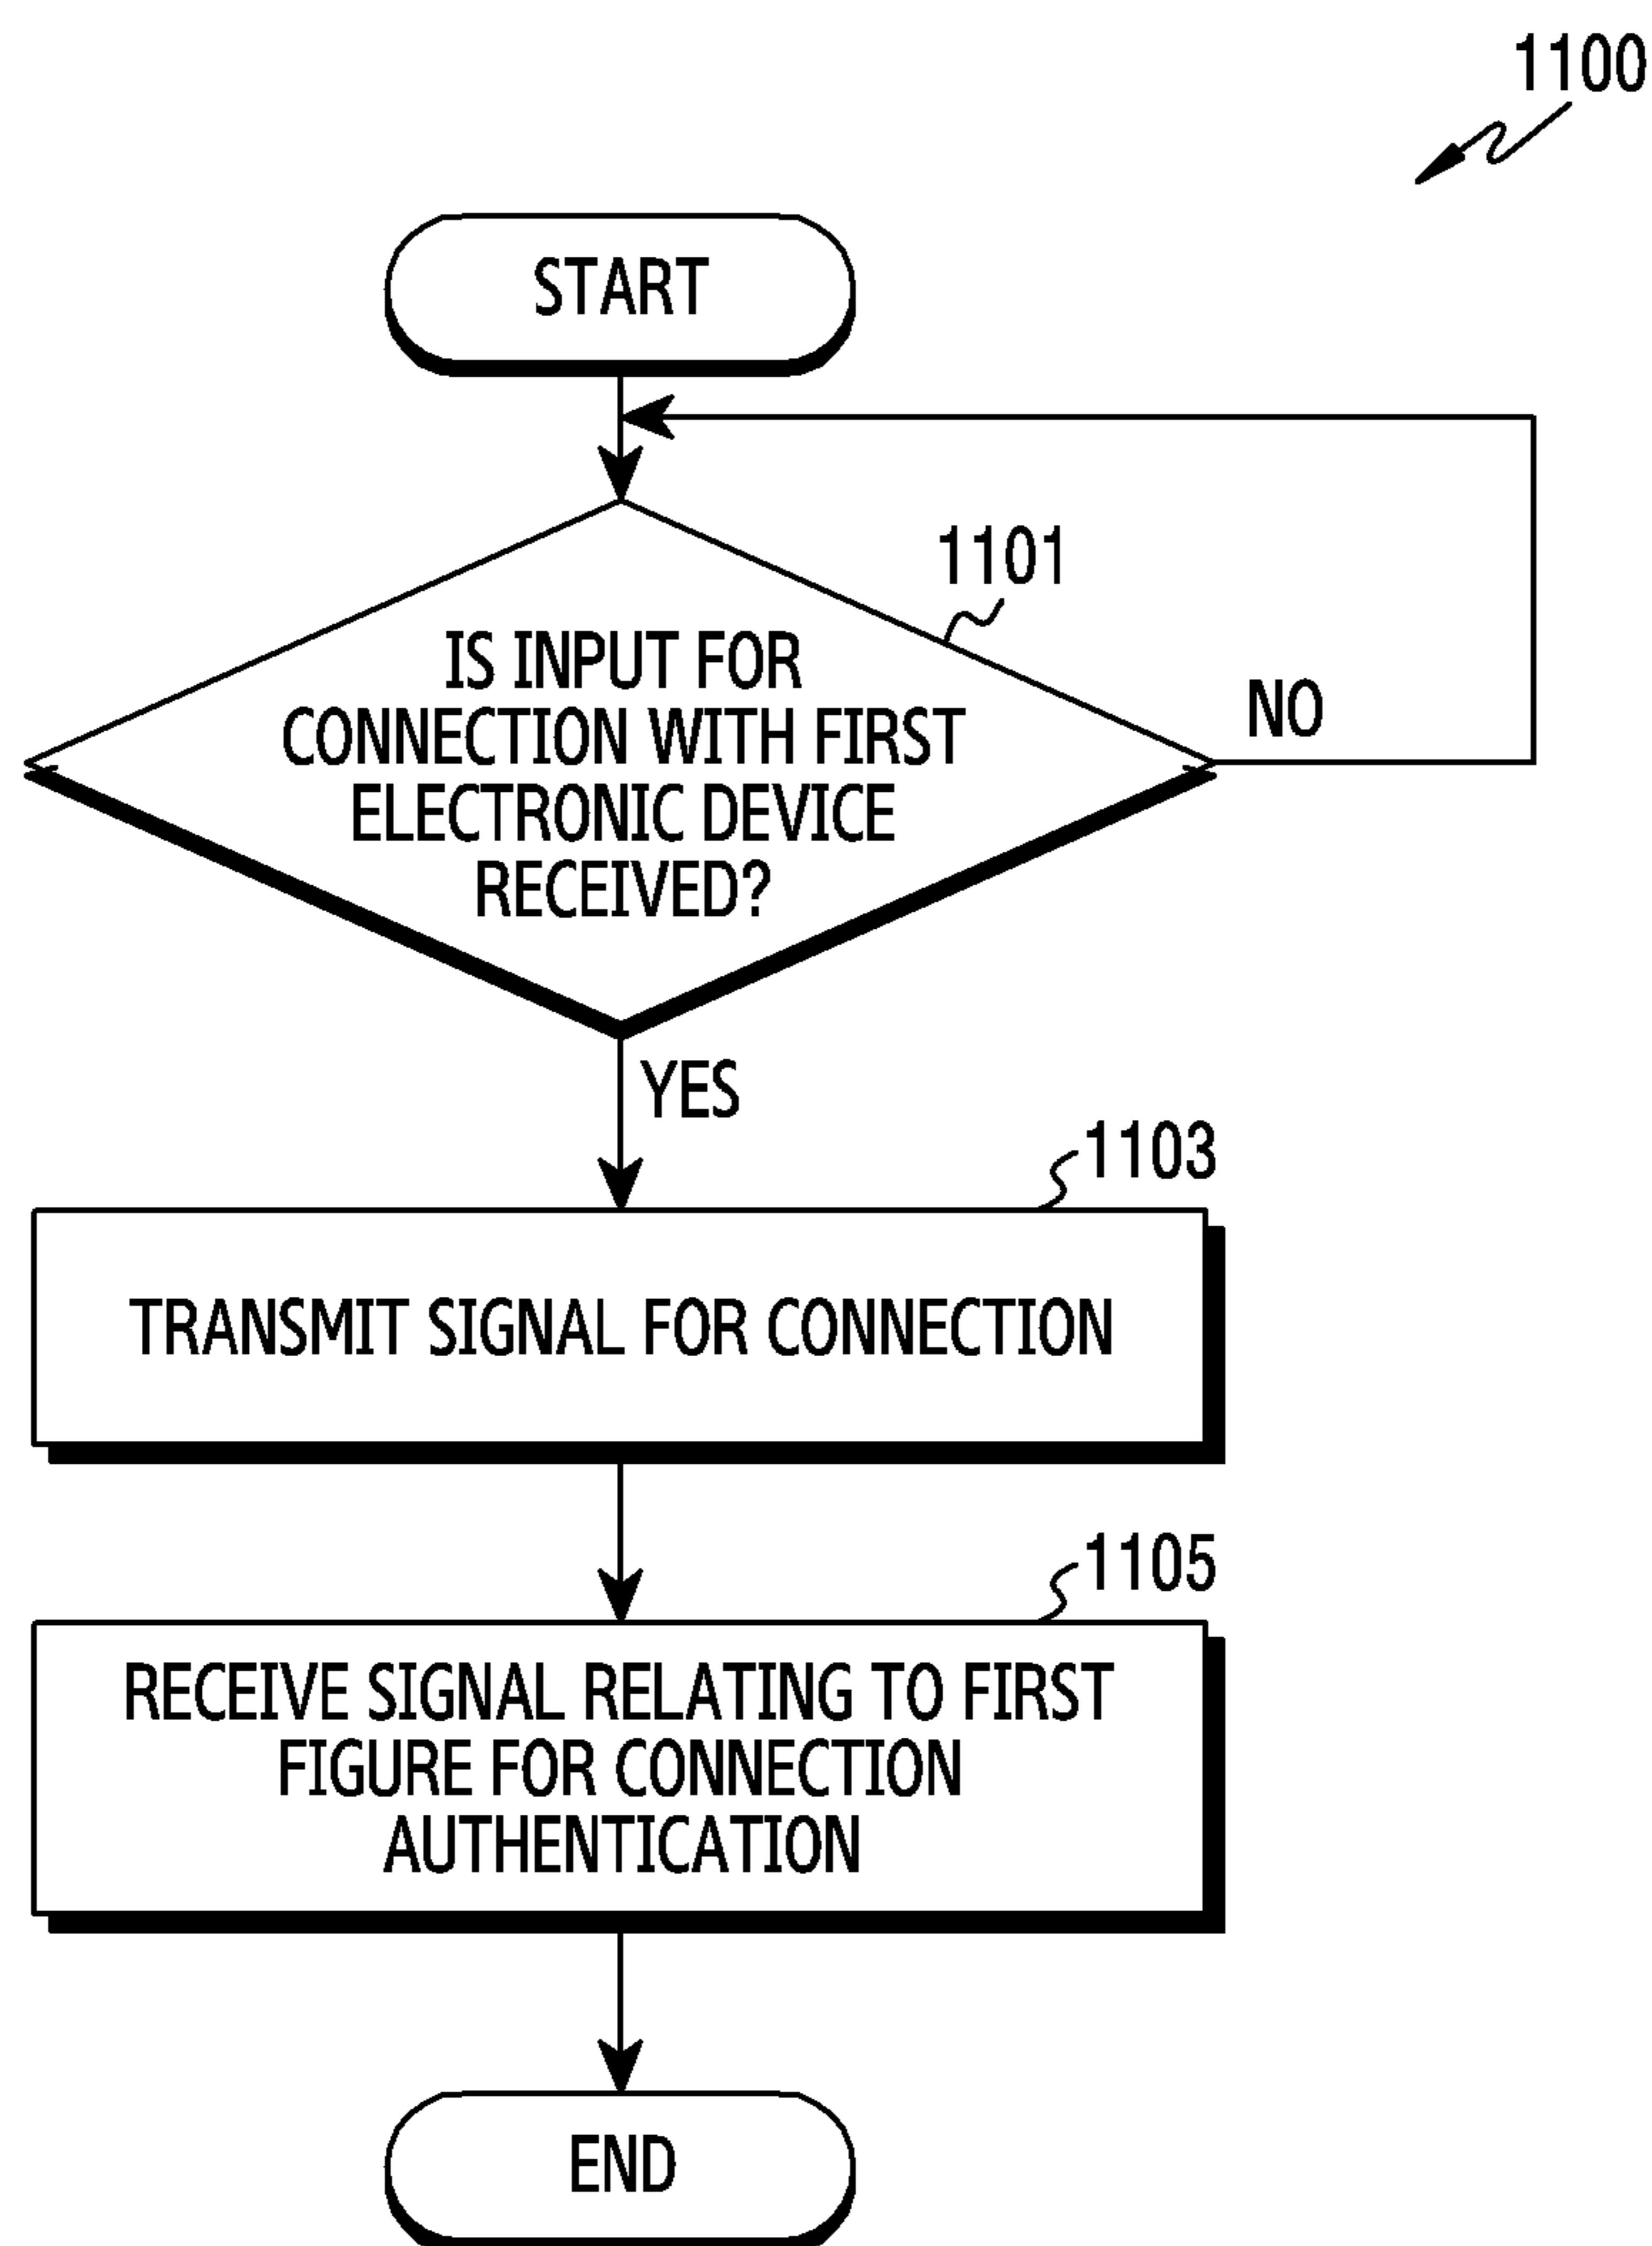 1100
START
1101
IS INPUT FOR
CONNECTION WITH FIRST
ELECTRONIC DEVICE
RECEIVED?
NO
YES
1103
TRANSMIT SIGNAL FOR CONNECTION
1105
RECEIVE SIGNAL RELATING TO FIRST
FIGURE FOR CONNECTION
AUTHENTICATION
END